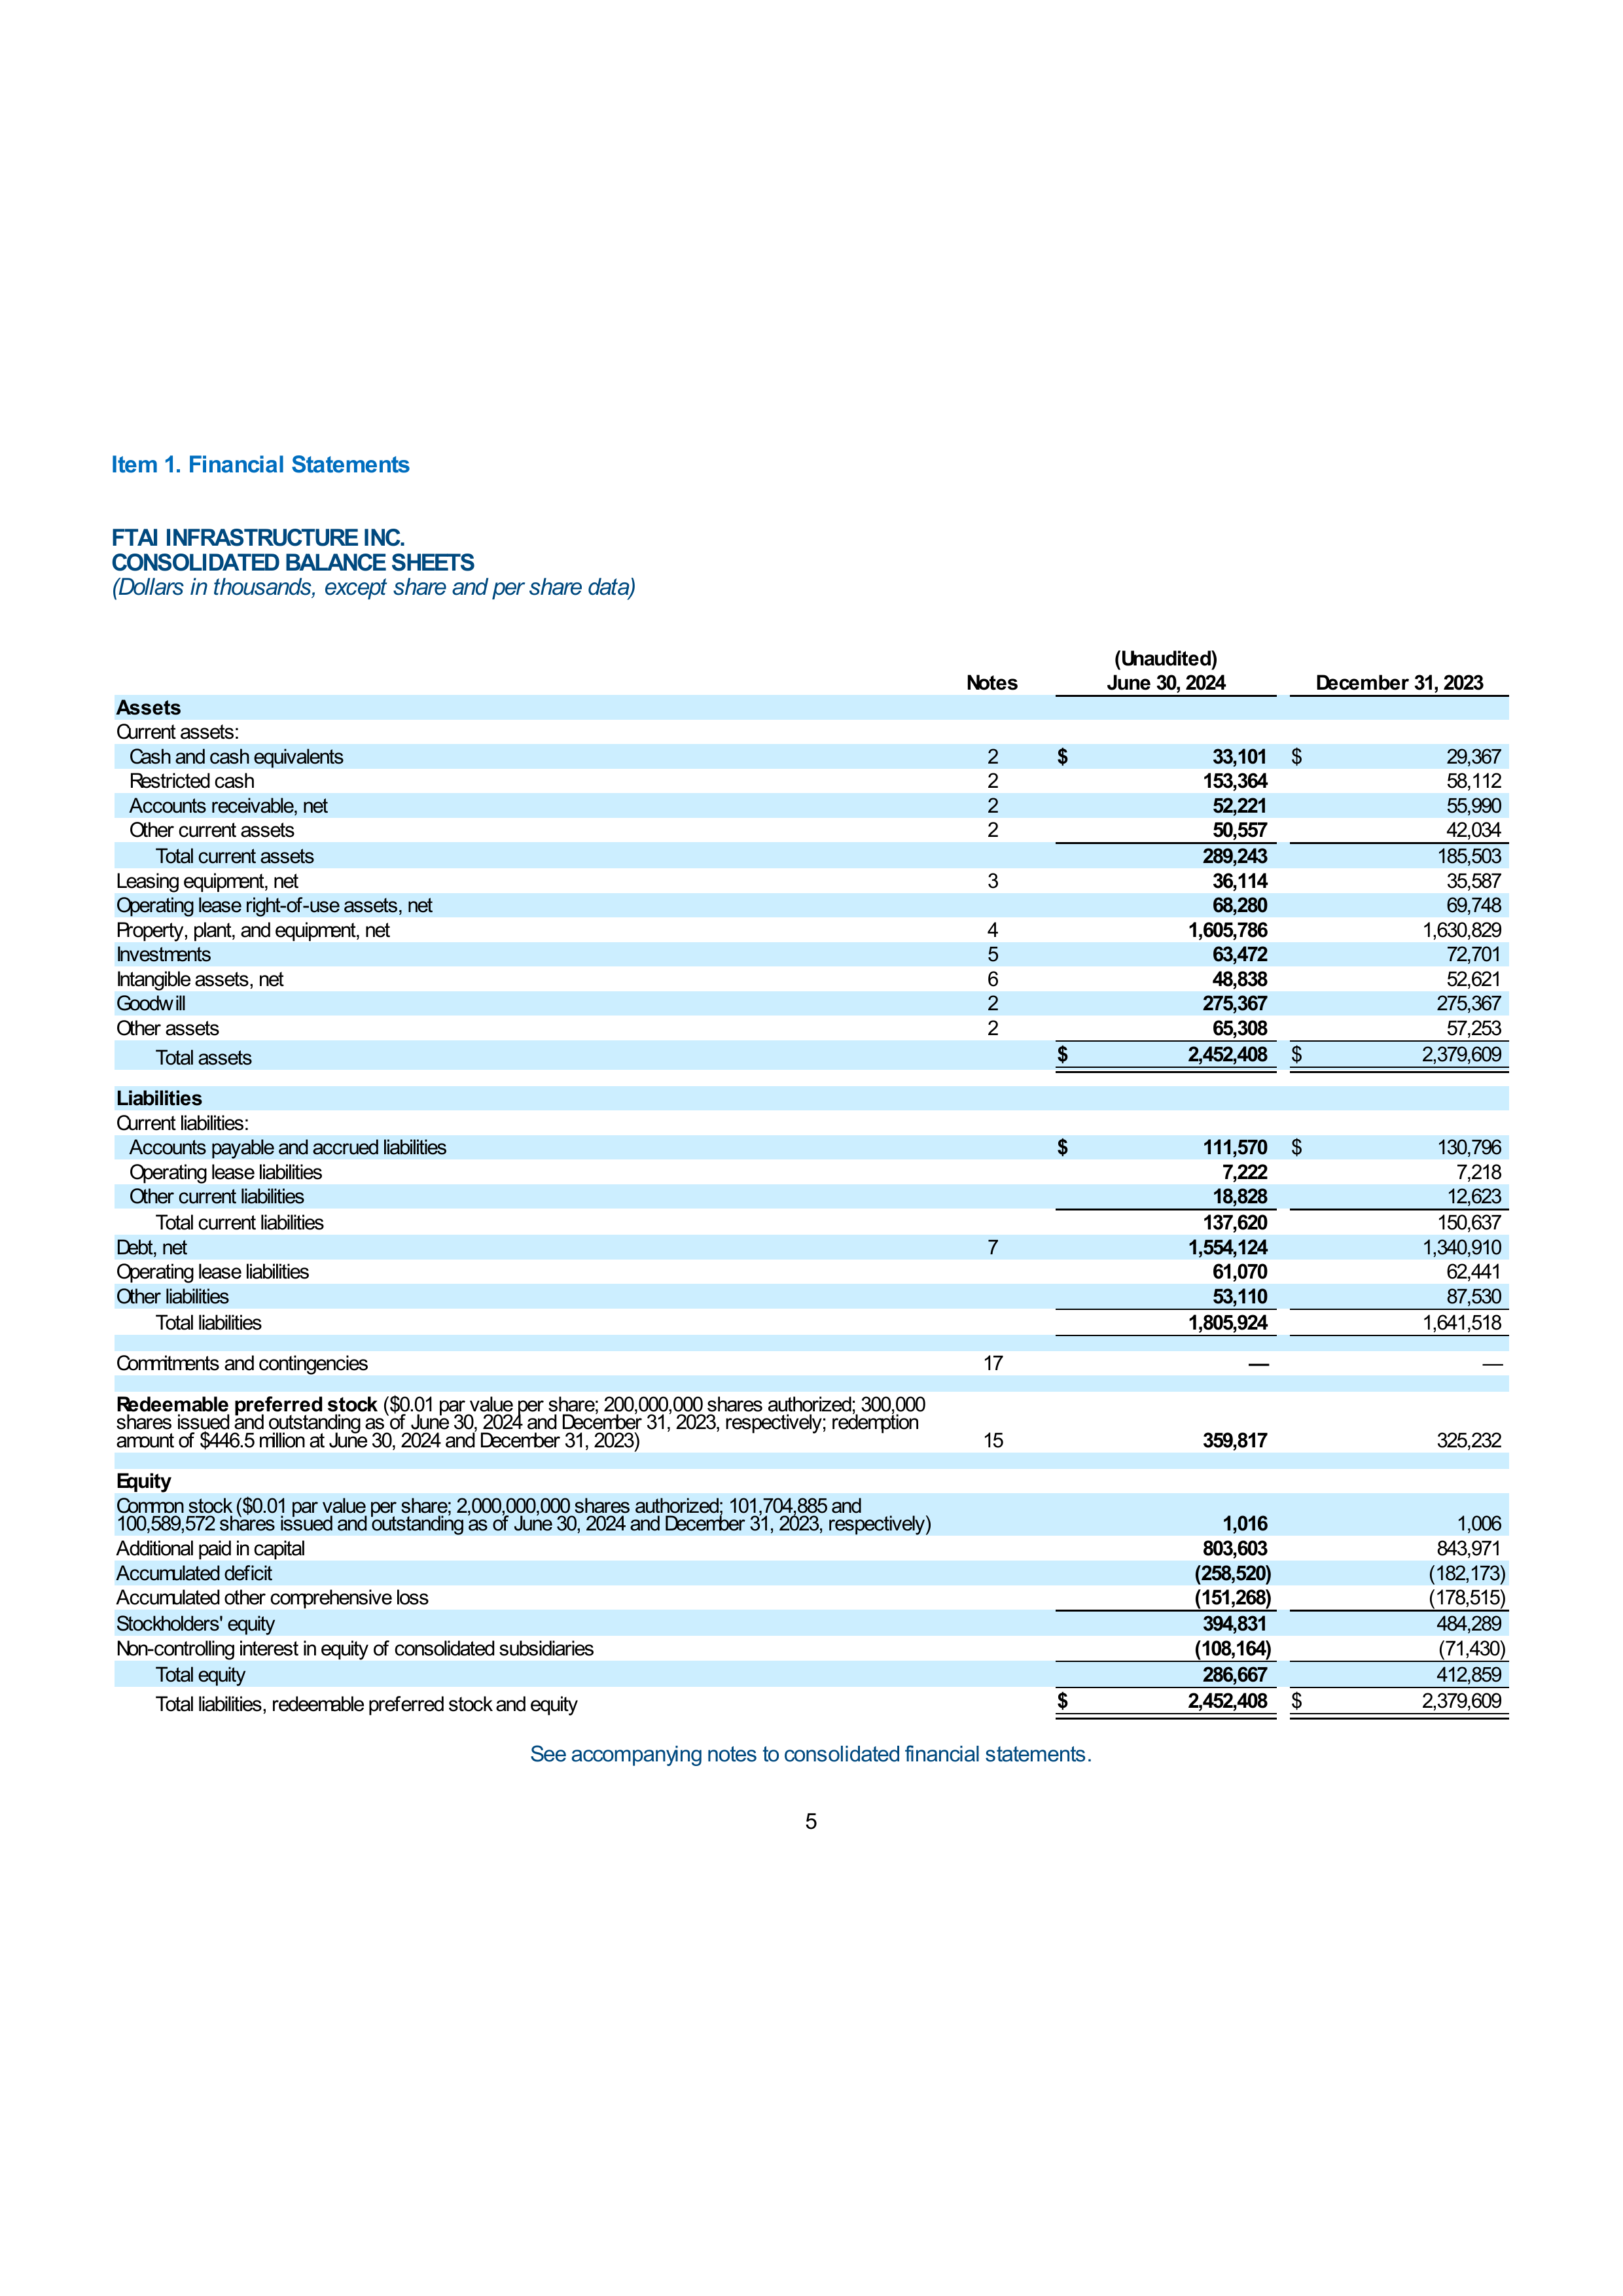 Item 1. Financial Statements
FTAI INFRASTRUCTURE INC.
CONSOLIDATED BALANCE SHEETS
(Dollars in thousands, except share and per share data)
(Unaudited)
Notes June 30, 2024 December 31, 2023
Assets
Current assets:
Cash and cash equivalents 2 $ 33,101 $ 29,367
Restricted cash 2 153,364 58,112
Accounts receivable, net 2 52,221 55,990
Other current assets 2 50,557 42,034
Total current assets 289,243 185,503
Leasing equipment, net 3 36,114 35,587
Operating lease right-of-use assets, net 68,280 69,748
Property, plant, and equipment, net 4 1,605,786 1,630,829
Investments 5 63,472 72,701
Intangible assets, net 6 48,838 52,621
Goodwill 2 275,367 275,367
Other assets 2 65,308 57,253
Total assets $ 2,452,408 $ 2,379,609
Liabilities
Current liabilities:
Accounts payable and accrued liabilities $ 111,570 $ 130,796
Operating lease liabilities 7,222 7,218
Other current liabilities 18,828 12,623
Total current liabilities 137,620 150,637
Debt, net 7 1,554,124 1,340,910
Operating lease liabilities 61,070 62,441
Other liabilities 53,110 87,530
Total liabilities 1,805,924 1,641,518
Commitments and contingencies 17 — —
Redeemable preferred stock ($0.01 par value per share; 200,000,000 shares authorized; 300,000
shares issued and outstanding as of June 30, 2024 and December 31, 2023, respectively; redemption
amount of $446.5 million at June 30, 2024 and December 31, 2023) 15 359,817 325,232
Equity
Common stock ($0.01 par value per share; 2,000,000,000 shares authorized; 101,704,885 and
100,589,572 shares issued and outstanding as of June 30, 2024 and December 31, 2023, respectively) 1,016 1,006
Additional paid in capital 803,603 843,971
Accumulated deficit (258,520) (182,173)
Accumulated other comprehensive loss (151,268) (178,515)
Stockholders' equity 394,831 484,289
Non-controlling interest in equity of consolidated subsidiaries (108,164) (71,430)
Total equity 286,667 412,859
Total liabilities, redeemable preferred stock and equity $ 2,452,408 $ 2,379,609
See accompanying notes to consolidated financial statements.
5